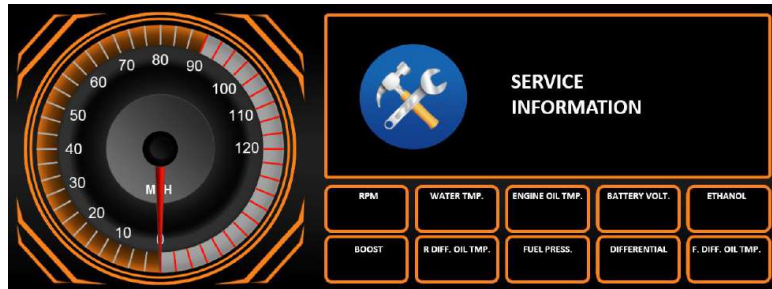 80
70
90
60
100
50
110
40
120
30
MPH
20
10
0
SERVICE
INFORMATION
RPM
WATER TMP.
ENGINE OIL TMP.
BATTERY VOLT.
ETHANOL
BOOST
R DIFF. OIL TMP.
FUEL PRESS.
DIFFERENTIAL
F. DIFF. OIL TMP.